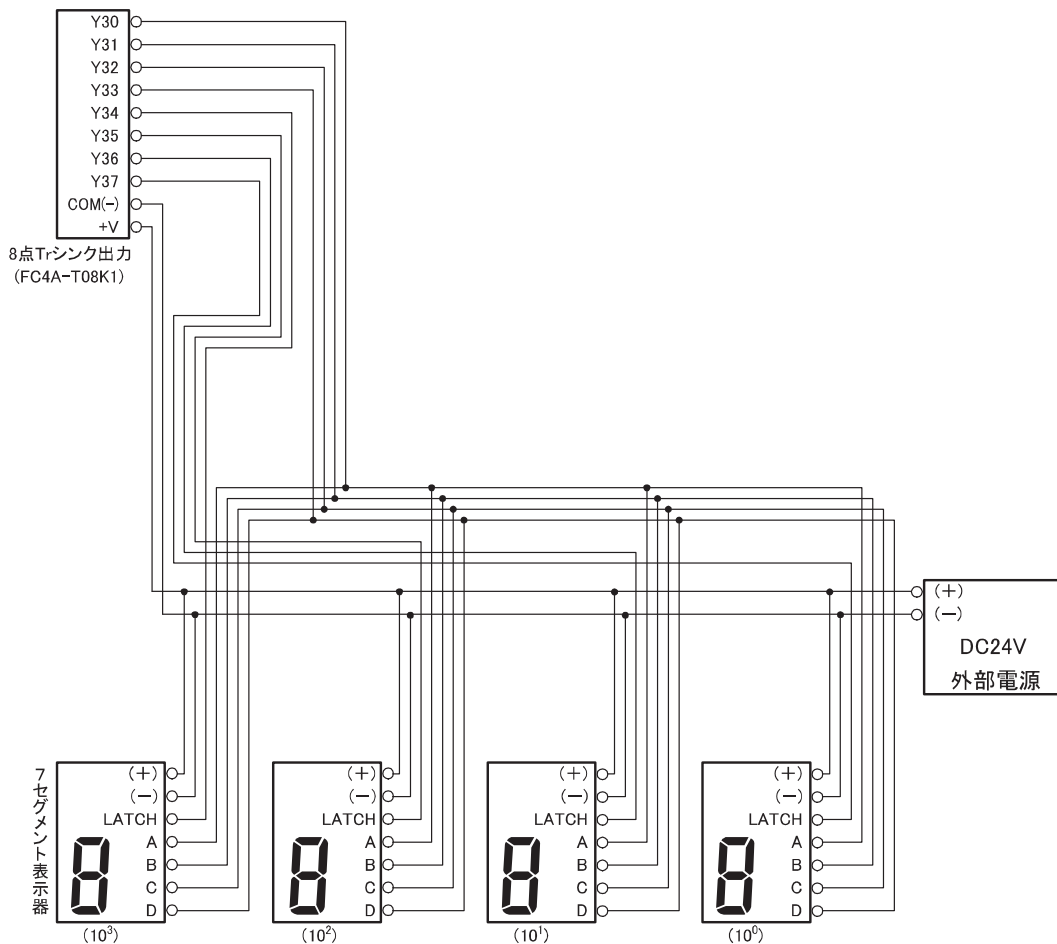 Y30
Y31
Y32
Y33
Y34
Y35
Y36
Y37
COM(-)
+V
8点Trシンク出力
(FC4A-T08K1)
(+)
(-)
DC24V
外部電源
7セグメント表示器
(+)
(-)
LATCH
A
B
C
D
(10³)
(+)
(-)
LATCH
A
B
C
D
(10²)
(+)
(-)
LATCH
A
B
C
D
(10¹)
(+)
(-)
LATCH
A
B
C
D
(10⁰)